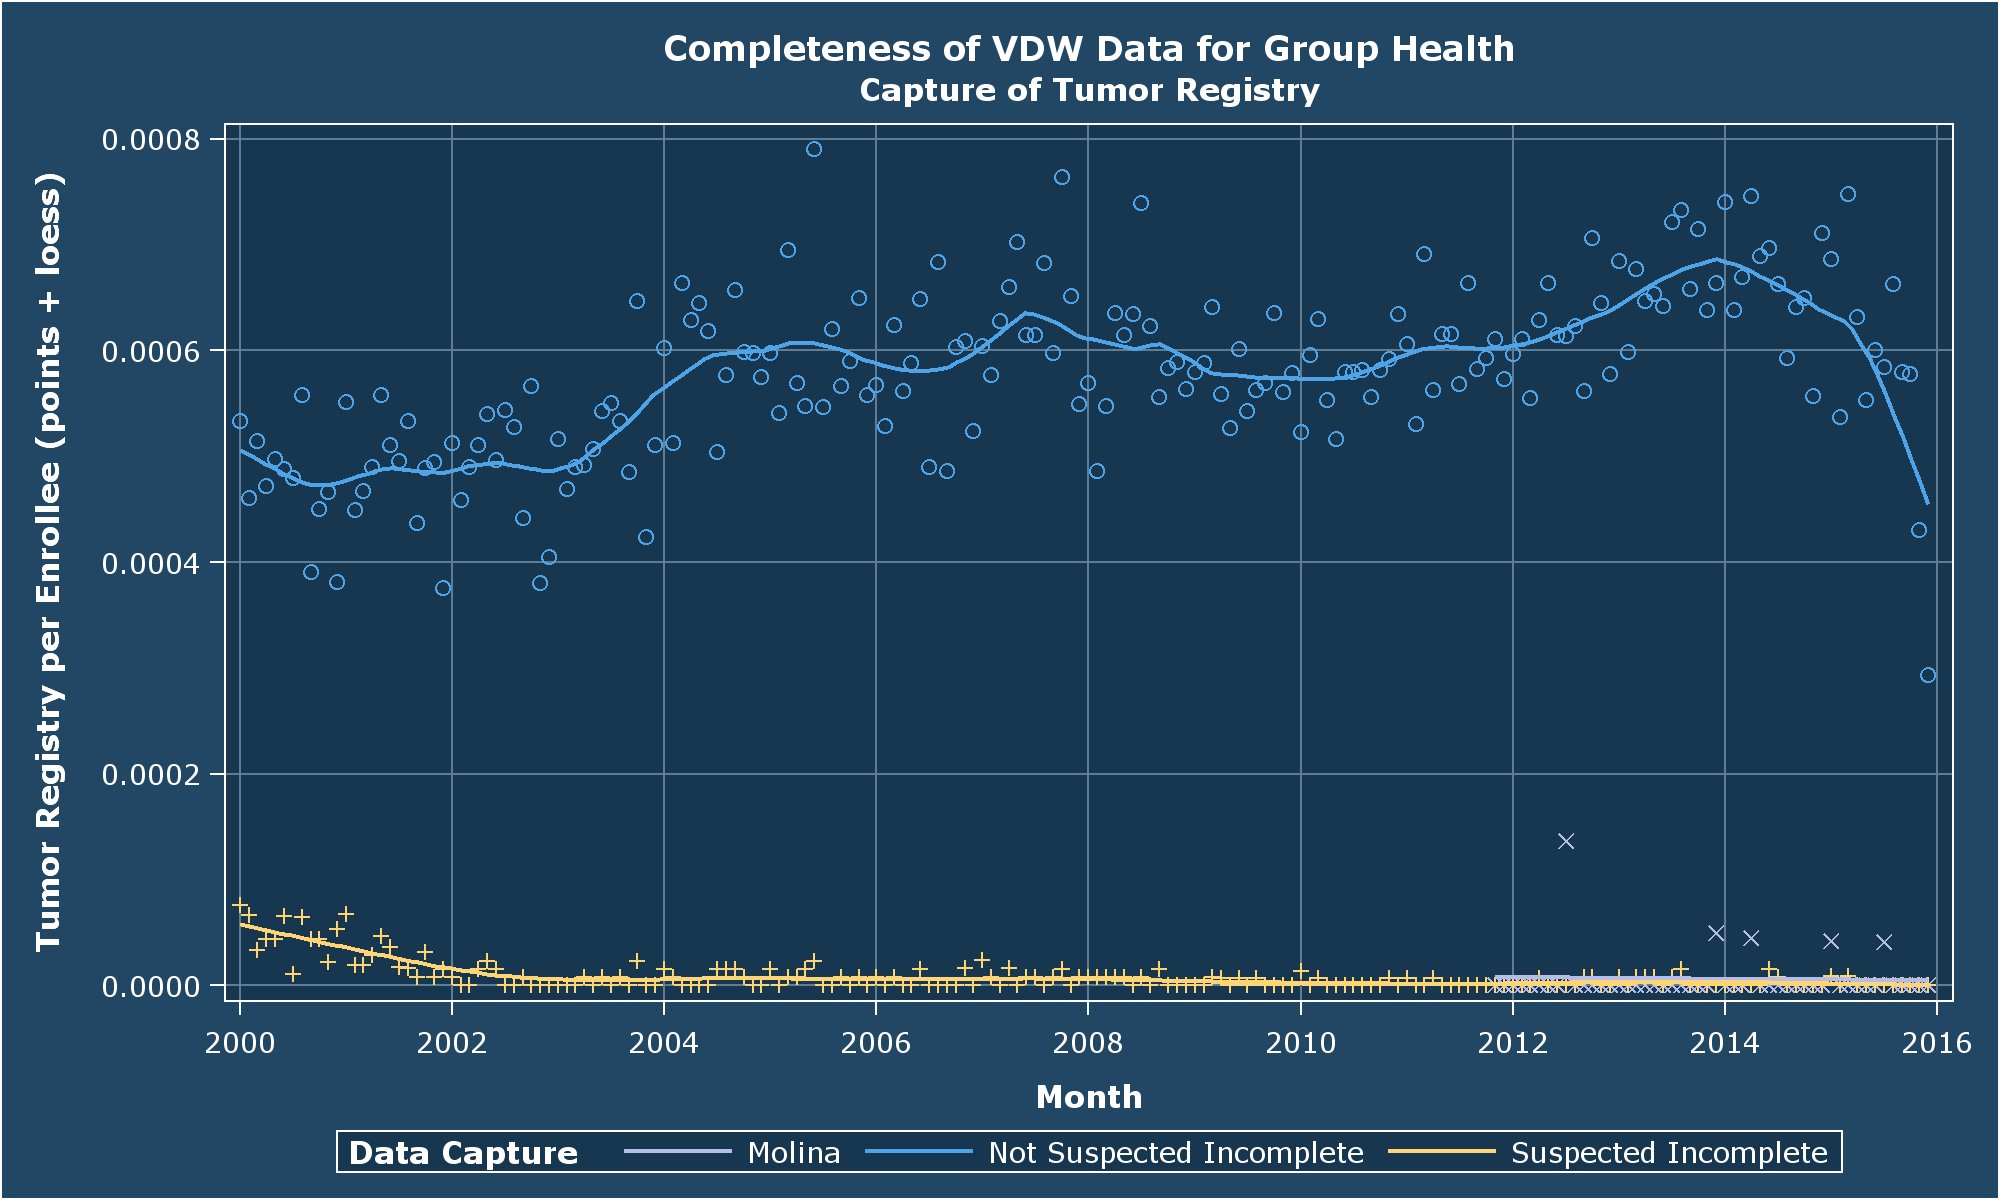 Completeness of VDW Data for Group Health
Capture of Tumor Registry
Tumor Registry per Enrollee (points + loess)
0.0008
0.0006
0.0004
0.0002
0.0000
2000 2002 2004 2006 2008 2010 2012 2014 2016
Month
Data Capture Molina Not Suspected Incomplete Suspected Incomplete